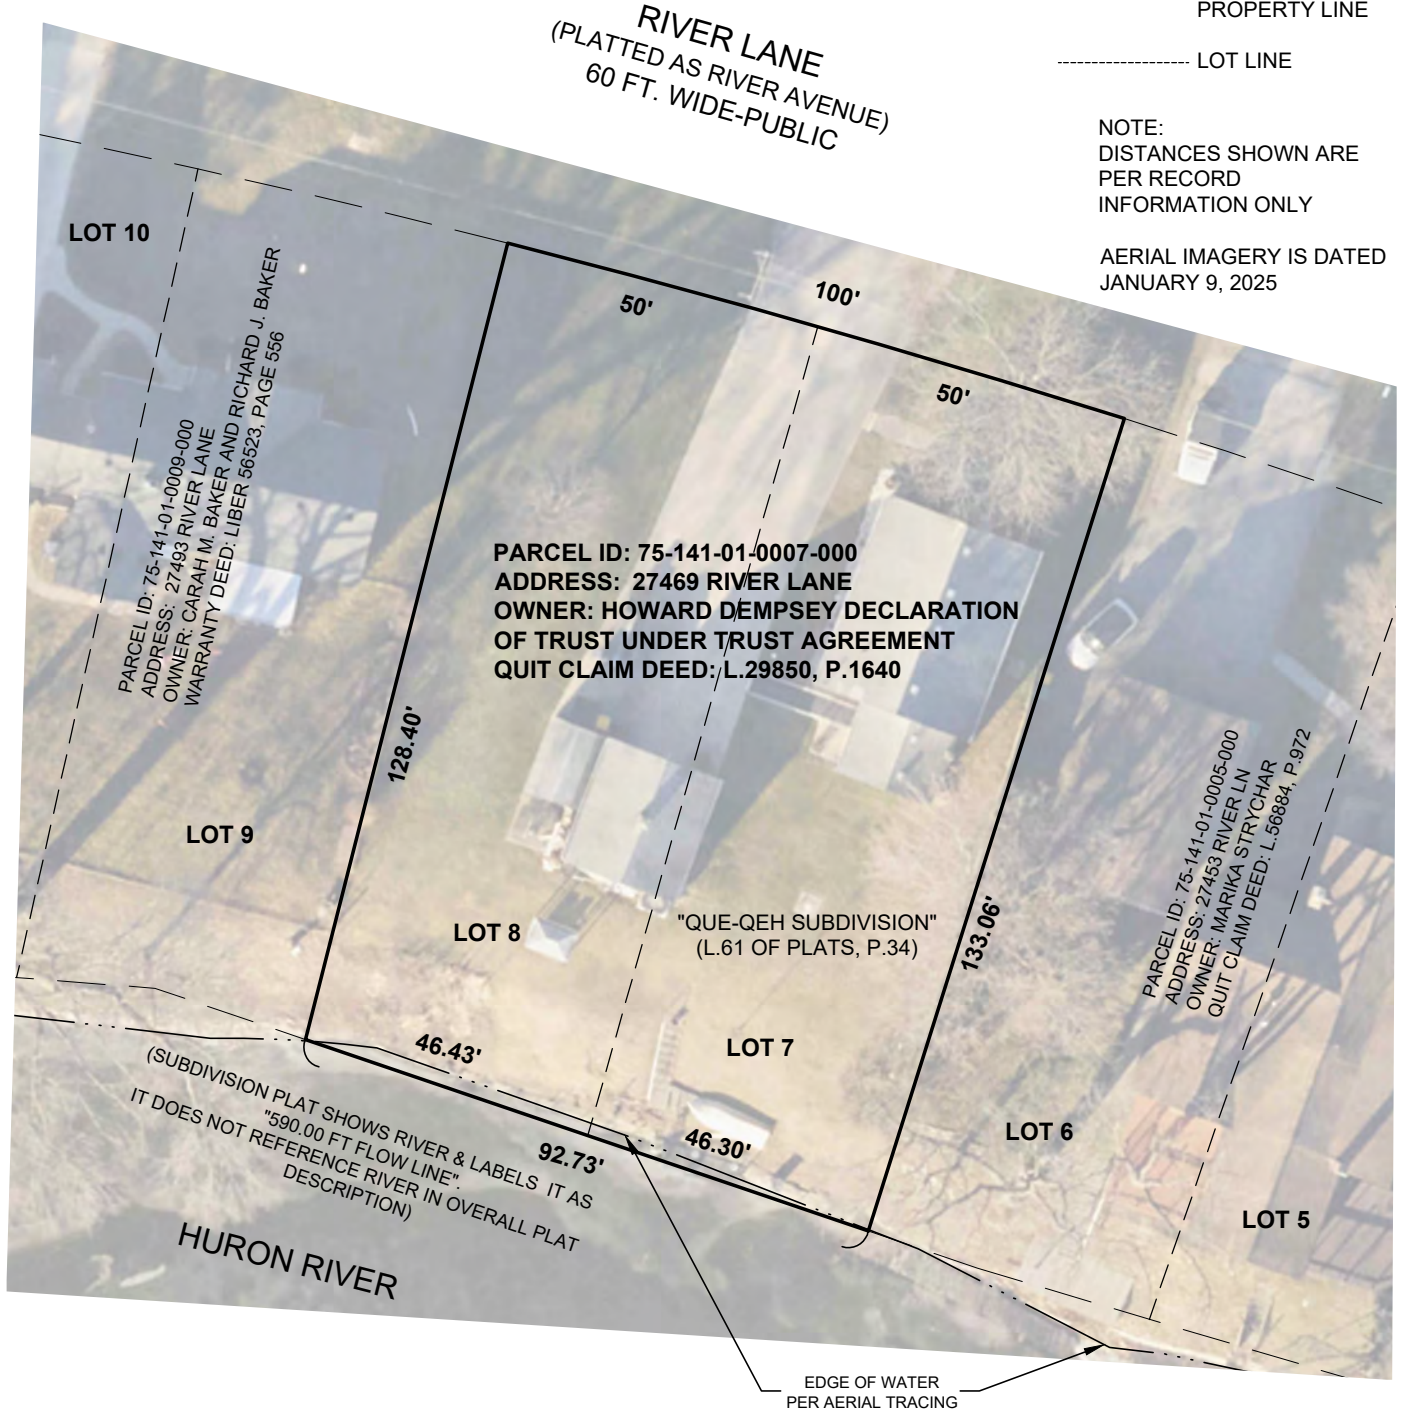 RIVER LANE
(PLATTED AS RIVER AVENUE)
60 FT. WIDE-PUBLIC
PROPERTY LINE
LOT LINE
NOTE:
DISTANCES SHOWN ARE
PER RECORD
INFORMATION ONLY
AERIAL IMAGERY IS DATED
JANUARY 9, 2025
LOT 10
50'
100'
50'
PARCEL ID: 75-141-01-0009-000
ADDRESS: 27493 RIVER LANE
OWNER: CARAH M. BAKER AND RICHARD J. BAKER
WARRANTY DEED: LIBER 56523, PAGE 556
PARCEL ID: 75-141-01-0007-000
ADDRESS: 27469 RIVER LANE
OWNER: HOWARD DEMPSEY DECLARATION
OF TRUST UNDER TRUST AGREEMENT
QUIT CLAIM DEED: L.29850, P.1640
128.40'
LOT 9
LOT 8
"QUE-QEH SUBDIVISION"
(L.61 OF PLATS, P.34)
133.06'
PARCEL ID: 75-141-01-0005-000
ADDRESS: 27453 RIVER LN
OWNER: MARIKA STRYCHAR
QUIT CLAIM DEED: L.56884, P.972
46.43'
LOT 7
46.30'
92.73'
LOT 6
LOT 5
(SUBDIVISION PLAT SHOWS RIVER & LABELS IT AS
"590.00 FT FLOW LINE".
IT DOES NOT REFERENCE RIVER IN OVERALL PLAT
DESCRIPTION)
HURON RIVER
EDGE OF WATER
PER AERIAL TRACING